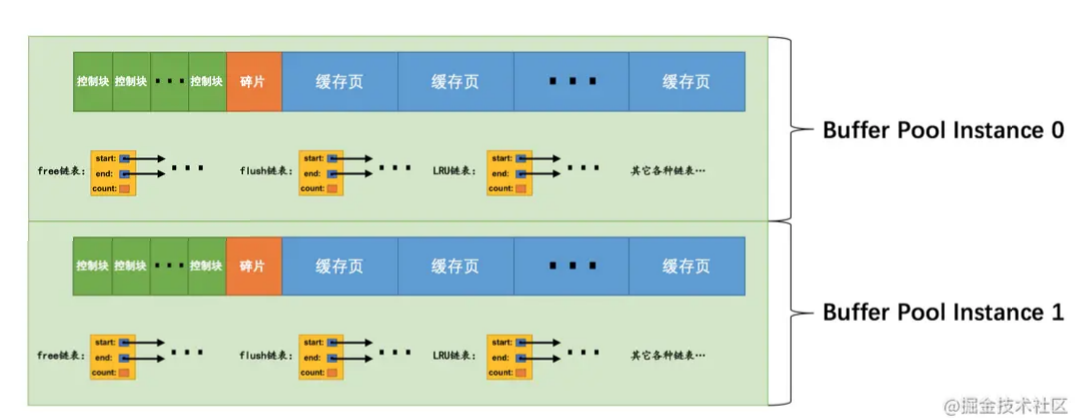 控制块 控制块 ··· 控制块 碎片 缓存页 缓存页 ··· 缓存页
Buffer Pool Instance 0
free链表: start: end: count: ···
flush链表: start: end: count: ···
LRU链表: start: end: count: ···
其它各种链表…
控制块 控制块 ··· 控制块 碎片 缓存页 缓存页 ··· 缓存页
Buffer Pool Instance 1
free链表: start: end: count: ···
flush链表: start: end: count: ···
LRU链表: start: end: count: ···
其它各种链表…
@掘金技术社区